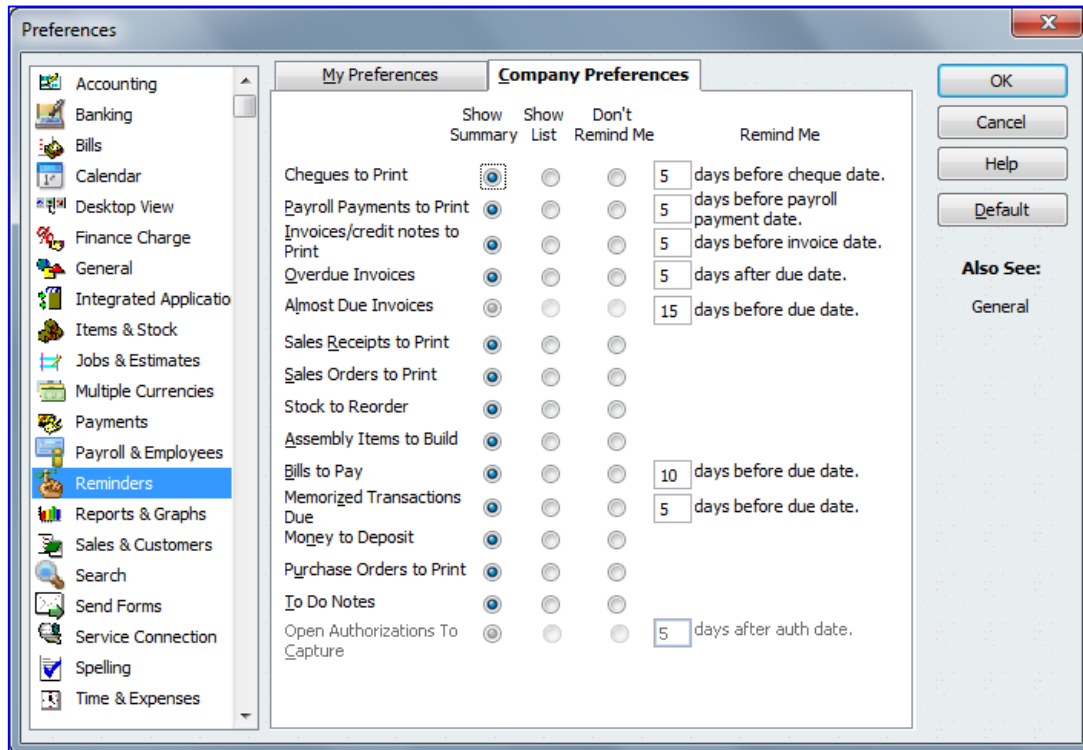 Preferences
X
Accounting
Banking
Bills
Calendar
Desktop View
Finance Charge
General
Integrated Applicatio
Items & Stock
Jobs & Estimates
Multiple Currencies
Payments
Payroll & Employees
Reminders
Reports & Graphs
Sales & Customers
Search
Send Forms
Service Connection
Spelling
Time & Expenses
My Preferences
Company Preferences
Show Show Don't
Summary List Remind Me Remind Me
Cheques to Print 5 days before cheque date.
Payroll Payments to Print 5 days before payroll
payment date.
Invoices/credit notes to
Print 5 days before invoice date.
Overdue Invoices 5 days after due date.
Almost Due Invoices 15 days before due date.
Sales Receipts to Print
Sales Orders to Print
Stock to Reorder
Assembly Items to Build
Bills to Pay 10 days before due date.
Memorized Transactions
Due 5 days before due date.
Money to Deposit
Purchase Orders to Print
To Do Notes
Open Authorizations To
Capture 5 days after auth date.
OK
Cancel
Help
Default
Also See:
General